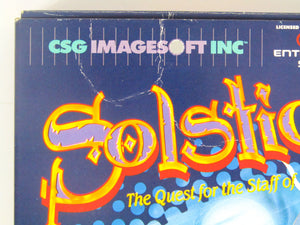 LICENSED
CSG IMAGESOFT INC
ENT
Solstic
The Quest for the Staff of